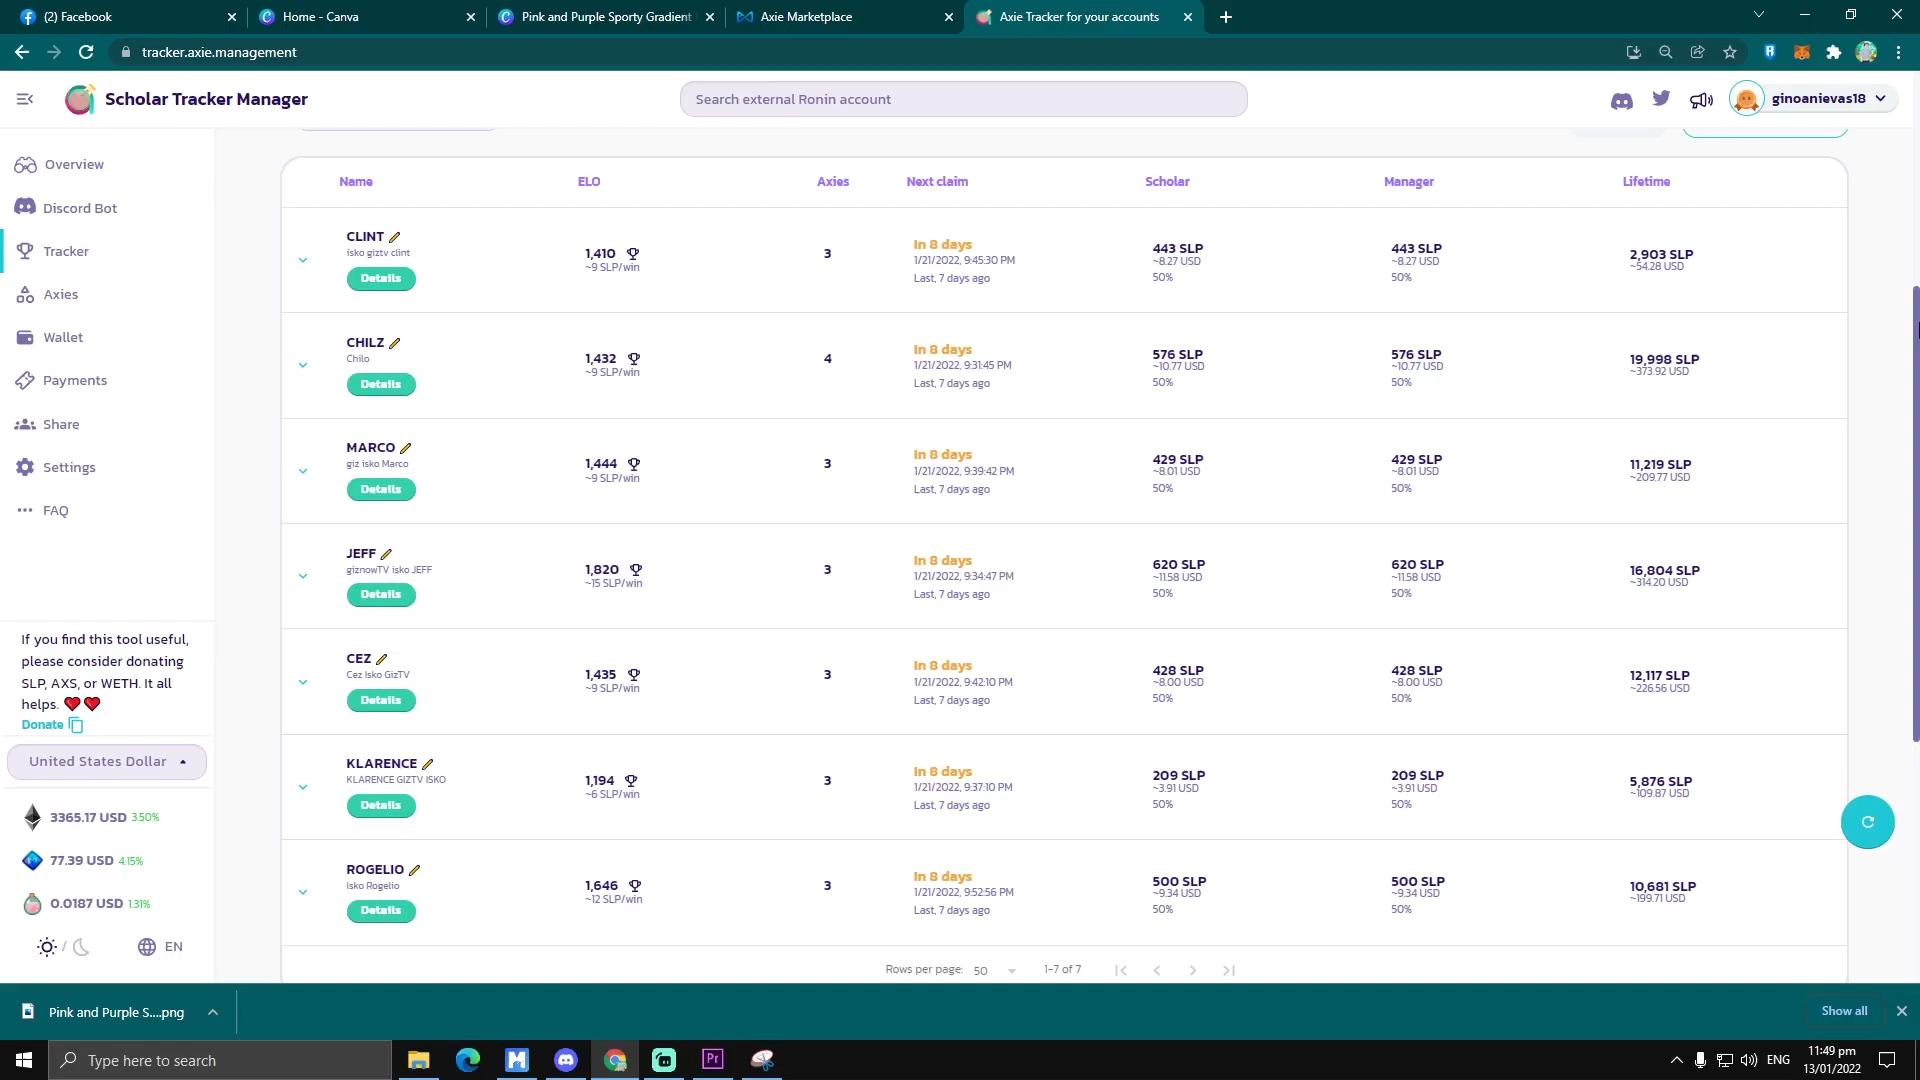 (2) Facebook
Home - Canva
Pink and Purple Sporty Gradient
Axie Marketplace
Axie Tracker for your accounts
tracker.axie.management
Scholar Tracker Manager
Search external Ronin account
ginoanievas18
Overview
Discord Bot
Tracker
Axies
Wallet
Payments
Share
Settings
FAQ
If you find this tool useful,
please consider donating
SLP, AXS, or WETH. It all
helps. ❤️❤️
Donate
United States Dollar
3365.17 USD 3.50%
77.39 USD 4.15%
0.0187 USD 1.31%
/
EN
Name ELO Axies Next claim Scholar Manager Lifetime
CLINT
isko giztv clint
Details
1,410
~9 SLP/win
3
In 8 days
1/21/2022, 9:45:30 PM
Last, 7 days ago
443 SLP
~8.27 USD
50%
443 SLP
~8.27 USD
50%
2,903 SLP
~54.28 USD
CHILZ
Chilo
Details
1,432
~9 SLP/win
4
In 8 days
1/21/2022, 9:31:45 PM
Last, 7 days ago
576 SLP
~10.77 USD
50%
576 SLP
~10.77 USD
50%
19,998 SLP
~373.92 USD
MARCO
giz isko Marco
Details
1,444
~9 SLP/win
3
In 8 days
1/21/2022, 9:39:42 PM
Last, 7 days ago
429 SLP
~8.01 USD
50%
429 SLP
~8.01 USD
50%
11,219 SLP
~209.77 USD
JEFF
giznowTV isko JEFF
Details
1,820
~15 SLP/win
3
In 8 days
1/21/2022, 9:34:47 PM
Last, 7 days ago
620 SLP
~11.58 USD
50%
620 SLP
~11.58 USD
50%
16,804 SLP
~314.20 USD
CEZ
Cez Isko GizTV
Details
1,435
~9 SLP/win
3
In 8 days
1/21/2022, 9:42:10 PM
Last, 7 days ago
428 SLP
~8.00 USD
50%
428 SLP
~8.00 USD
50%
12,117 SLP
~226.56 USD
KLARENCE
KLARENCE GIZTV ISKO
Details
1,194
~6 SLP/win
3
In 8 days
1/21/2022, 9:37:10 PM
Last, 7 days ago
209 SLP
~3.91 USD
50%
209 SLP
~3.91 USD
50%
5,876 SLP
~109.87 USD
ROGELIO
Isko Rogelio
Details
1,646
~12 SLP/win
3
In 8 days
1/21/2022, 9:52:56 PM
Last, 7 days ago
500 SLP
~9.34 USD
50%
500 SLP
~9.34 USD
50%
10,681 SLP
~199.71 USD
Rows per page: 50 1-7 of 7
Pink and Purple S....png
Show all
Type here to search
Pr
ENG
11:49 pm
13/01/2022